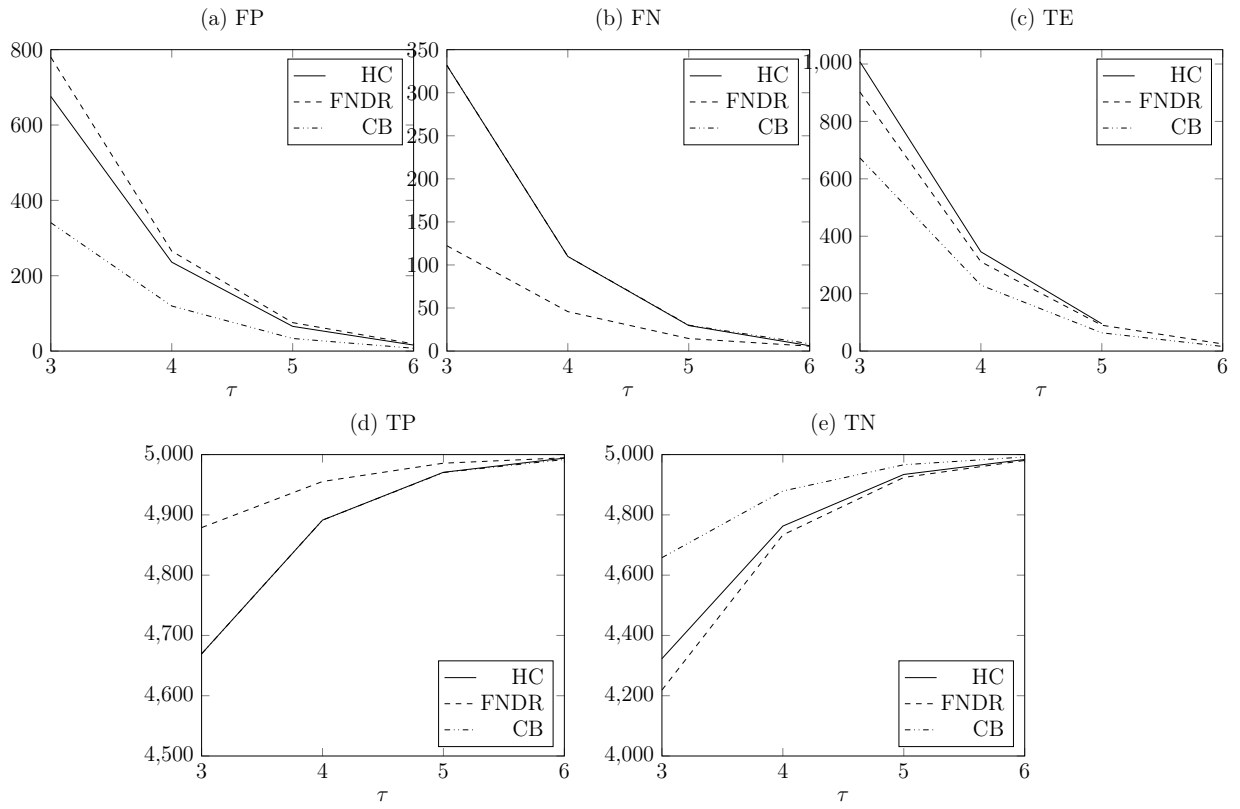 (a) FP
800
600
400
200
0
3 4 5 6
τ
HC
FNDR
CB
(b) FN
350
300
250
200
150
100
50
0
3 4 5 6
τ
HC
FNDR
CB
(c) TE
1,000
800
600
400
200
0
3 4 5 6
τ
HC
FNDR
CB
(d) TP
5,000
4,900
4,800
4,700
4,600
4,500
3 4 5 6
τ
HC
FNDR
CB
(e) TN
5,000
4,800
4,600
4,400
4,200
4,000
3 4 5 6
τ
HC
FNDR
CB